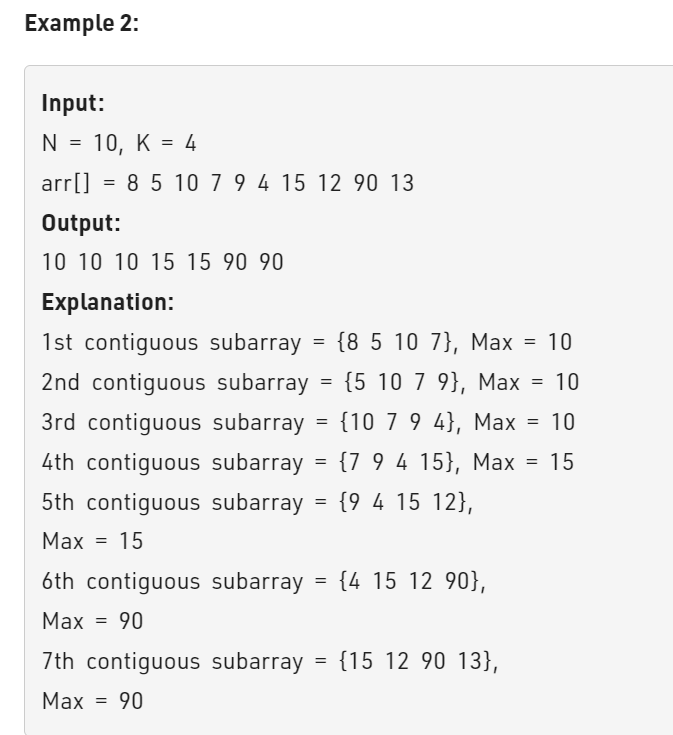 Example 2:
Input:
N = 10, K = 4
arr[] = 8 5 10 7 9 4 15 12 90 13
Output:
10 10 10 15 15 90 90
Explanation:
1st contiguous subarray = {8 5 10 7}, Max = 10
2nd contiguous subarray = {5 10 7 9}, Max = 10
3rd contiguous subarray = {10 7 9 4}, Max = 10
4th contiguous subarray = {7 9 4 15}, Max = 15
5th contiguous subarray = {9 4 15 12},
Max = 15
6th contiguous subarray = {4 15 12 90},
Max = 90
7th contiguous subarray = {15 12 90 13},
Max = 90